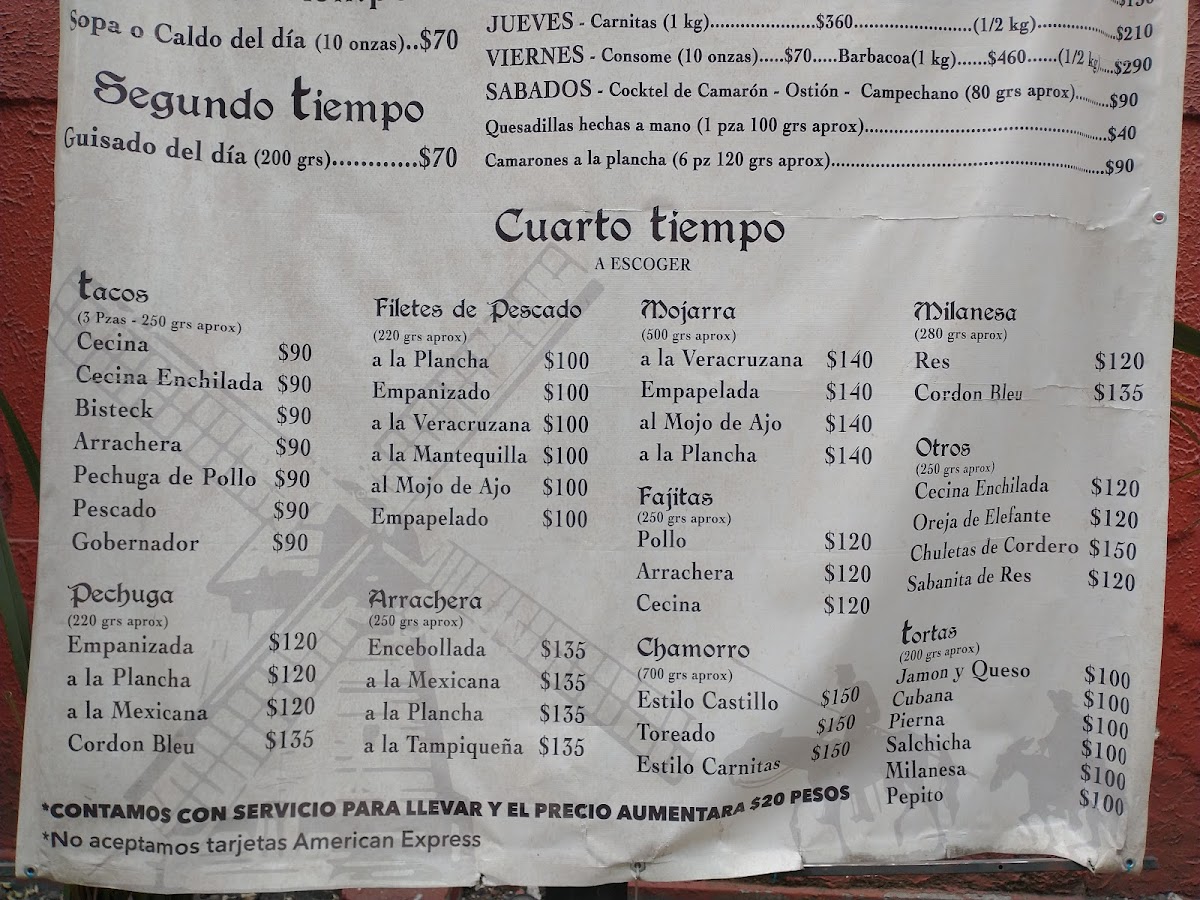 Sopa o Caldo del día (10 onzas)..$70
Segundo tiempo
Guisado del día (200 grs)............$70
$150
JUEVES - Carnitas (1 kg)....................$360.............................(1/2 kg)................$210
VIERNES - Consome (10 onzas).....$70.....Barbacoa(1 kg)......$460......(1/2 kg)....$290
SABADOS - Cocktel de Camarón - Ostión - Campechano (80 grs aprox)..........$90
Quesadillas hechas a mano (1 pza 100 grs aprox)..................................................$40
Camarones a la plancha (6 pz 120 grs aprox)........................................................$90
Cuarto tiempo
A ESCOGER
tacos
(3 Pzas - 250 grs aprox)
Cecina $90
Cecina Enchilada $90
Bisteck $90
Arrachera $90
Pechuga de Pollo $90
Pescado $90
Gobernador $90
Pechuga
(220 grs aprox)
Empanizada $120
a la Plancha $120
a la Mexicana $120
Cordon Bleu $135
Filetes de Pescado
(220 grs aprox)
a la Plancha $100
Empanizado $100
a la Veracruzana $100
a la Mantequilla $100
al Mojo de Ajo $100
Empapelado $100
Arrachera
(250 grs aprox)
Encebollada $135
a la Mexicana $135
a la Plancha $135
a la Tampiqueña $135
Mojarra
(500 grs aprox)
a la Veracruzana $140
Empapelada $140
al Mojo de Ajo $140
a la Plancha $140
Fajitas
(250 grs aprox)
Pollo $120
Arrachera $120
Cecina $120
Chamorro
(700 grs aprox)
Estilo Castillo $150
Toreado $150
Estilo Carnitas $150
Milanesa
(280 grs aprox)
Res $120
Cordon Bleu $135
Otros
(250 grs aprox)
Cecina Enchilada $120
Oreja de Elefante $120
Chuletas de Cordero $150
Sabanita de Res $120
tortas
(200 grs aprox)
Jamon y Queso $100
Cubana $100
Pierna $100
Salchicha $100
Milanesa $100
Pepito $100
*CONTAMOS CON SERVICIO PARA LLEVAR Y EL PRECIO AUMENTARA $20 PESOS
*No aceptamos tarjetas American Express